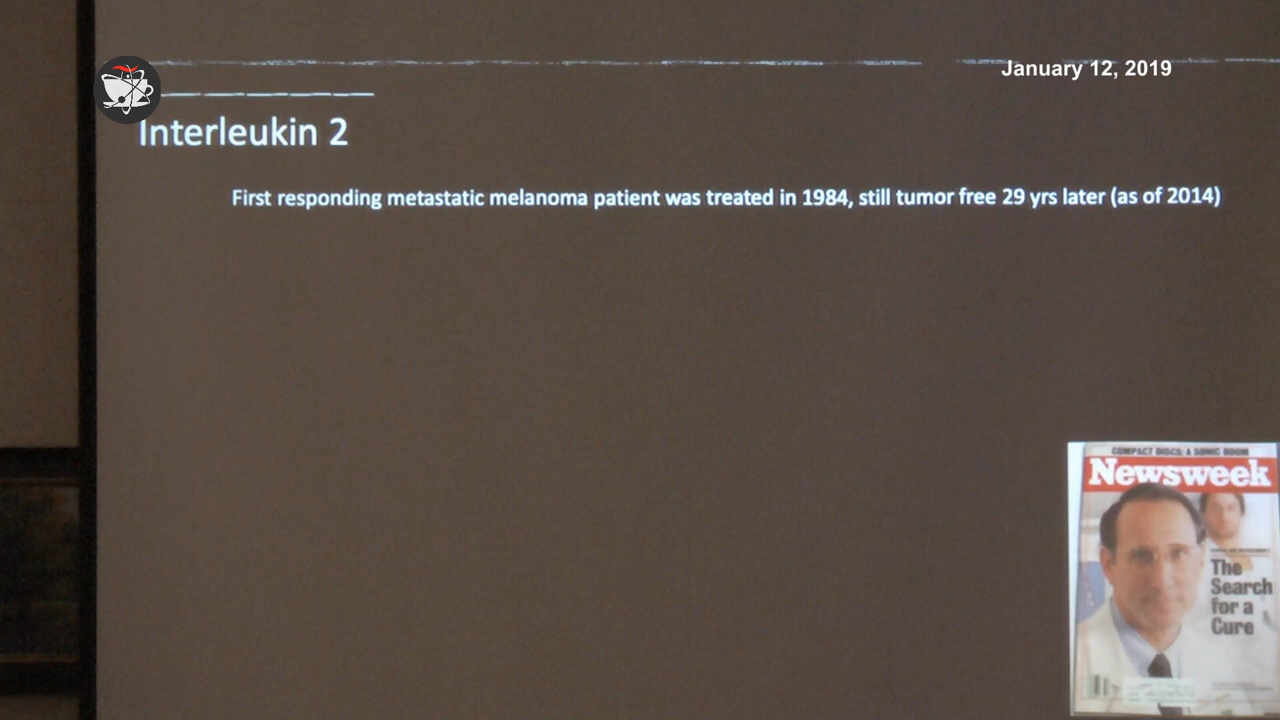 January 12, 2019
Interleukin 2
First responding metastatic melanoma patient was treated in 1984, still tumor free 29 yrs later (as of 2014)
COMPACT DISCS: A SONIC BOOM
Newsweek
The
Search
for a
Cure